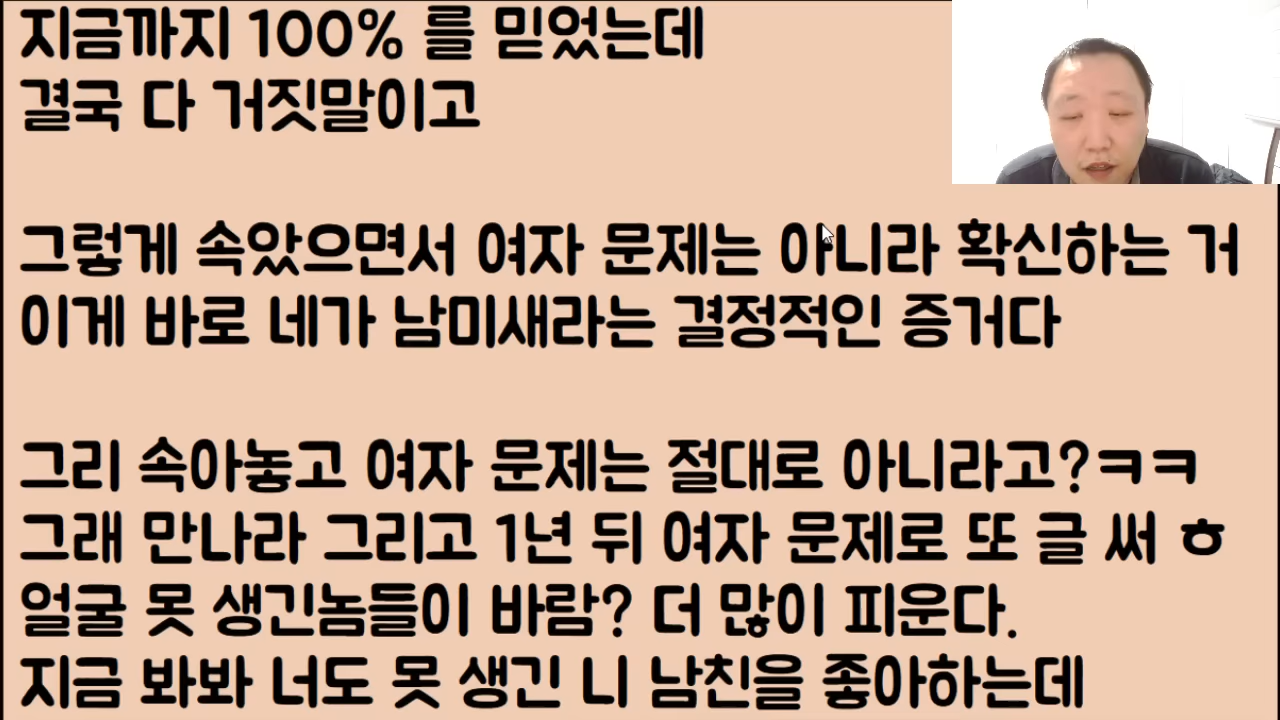 지금까지 100% 를 믿었는데
결국 다 거짓말이고
그렇게 속았으면서 여자 문제는 아니라 확신하는 거
이게 바로 네가 남미새라는 결정적인 증거다
그리 속아놓고 여자 문제는 절대로 아니라고?ㅋㅋ
그래 만나라 그리고 1년 뒤 여자 문제로 또 글 써 ㅎ
얼굴 못 생긴놈들이 바람? 더 많이 피운다.
지금 봐봐 너도 못 생긴 니 남친을 좋아하는데